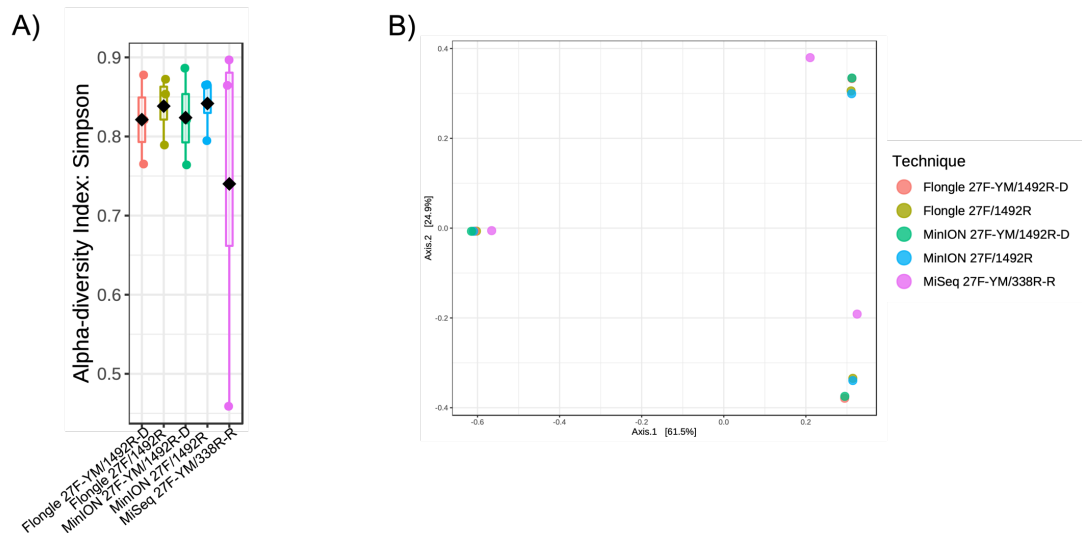 A)
Alpha-diversity Index: Simpson
0.9
0.8
0.7
0.6
0.5
Flongle 27F-YM/1492R-D
Flongle 27F/1492R
MinION 27F-YM/1492R-D
MinION 27F/1492R
MiSeq 27F-YM/338R-R
B)
Axis.2 [24.9%]
0.4
0.2
0.0
-0.2
-0.4
-0.6
-0.4
-0.2
0.0
0.2
Axis.1 [61.5%]
Technique
Flongle 27F-YM/1492R-D
Flongle 27F/1492R
MinION 27F-YM/1492R-D
MinION 27F/1492R
MiSeq 27F-YM/338R-R